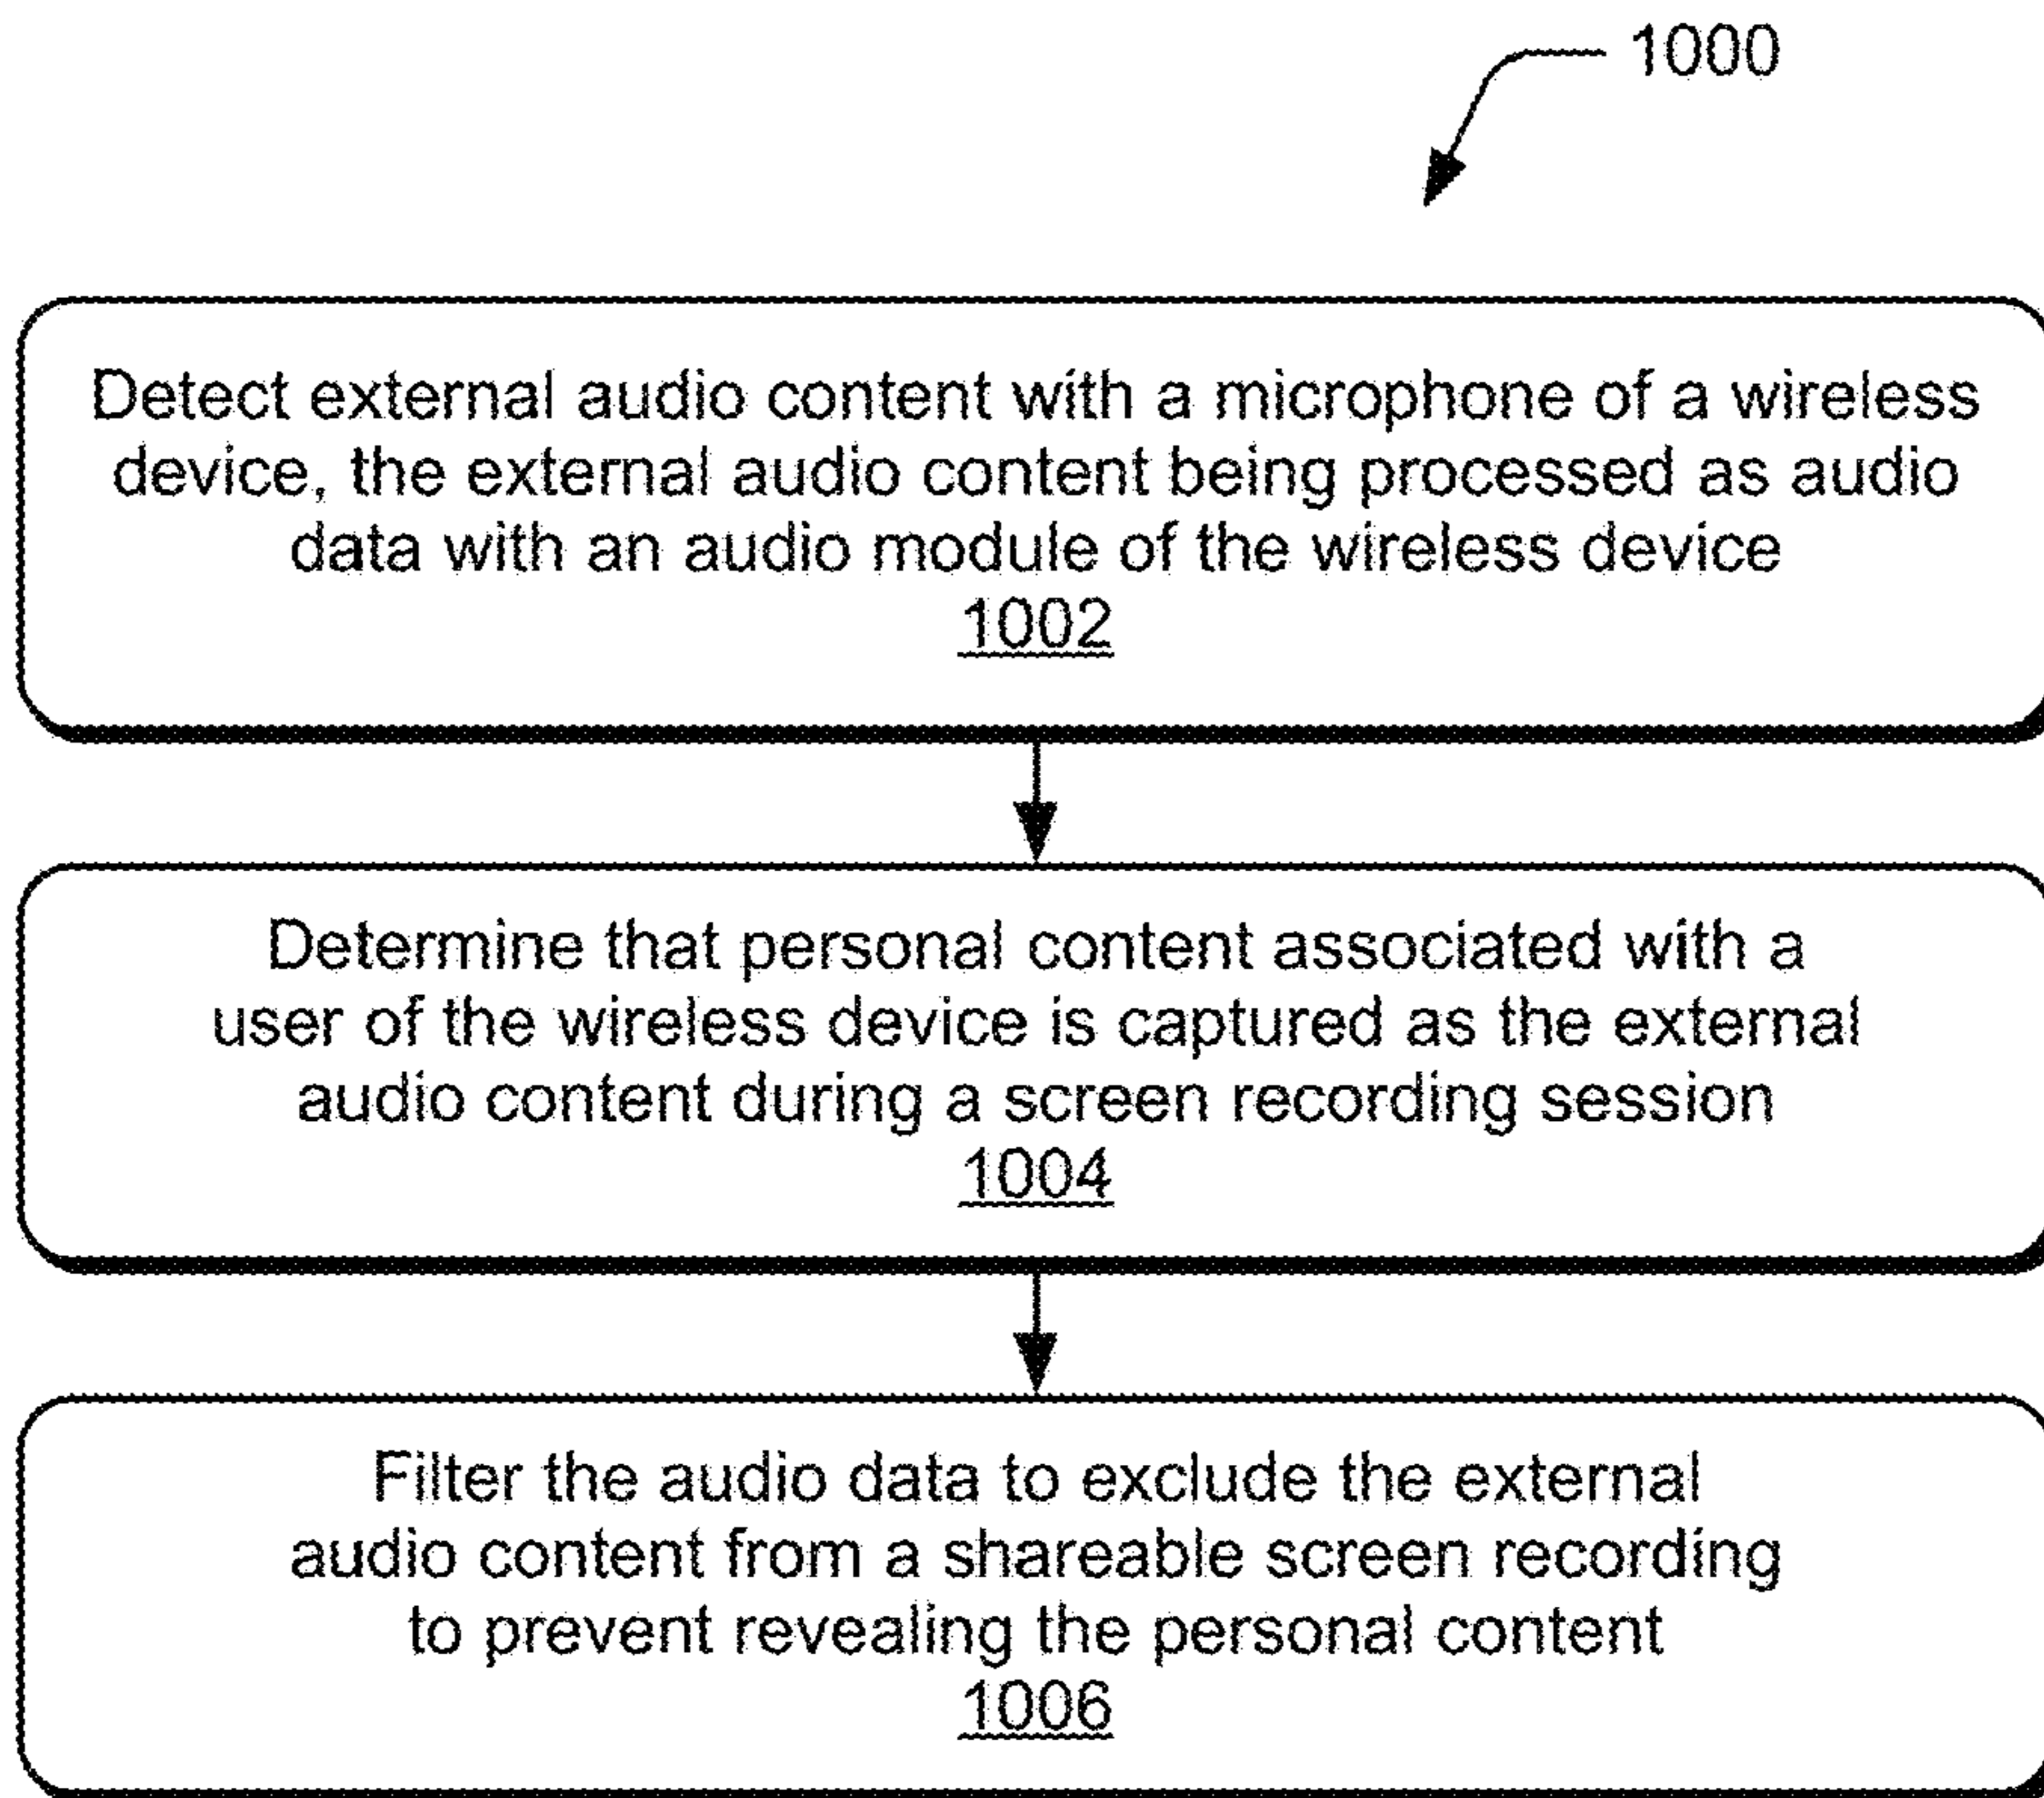 1000
Detect external audio content with a microphone of a wireless
device, the external audio content being processed as audio
data with an audio module of the wireless device
1002
Determine that personal content associated with a
user of the wireless device is captured as the external
audio content during a screen recording session
1004
Filter the audio data to exclude the external
audio content from a shareable screen recording
to prevent revealing the personal content
1006